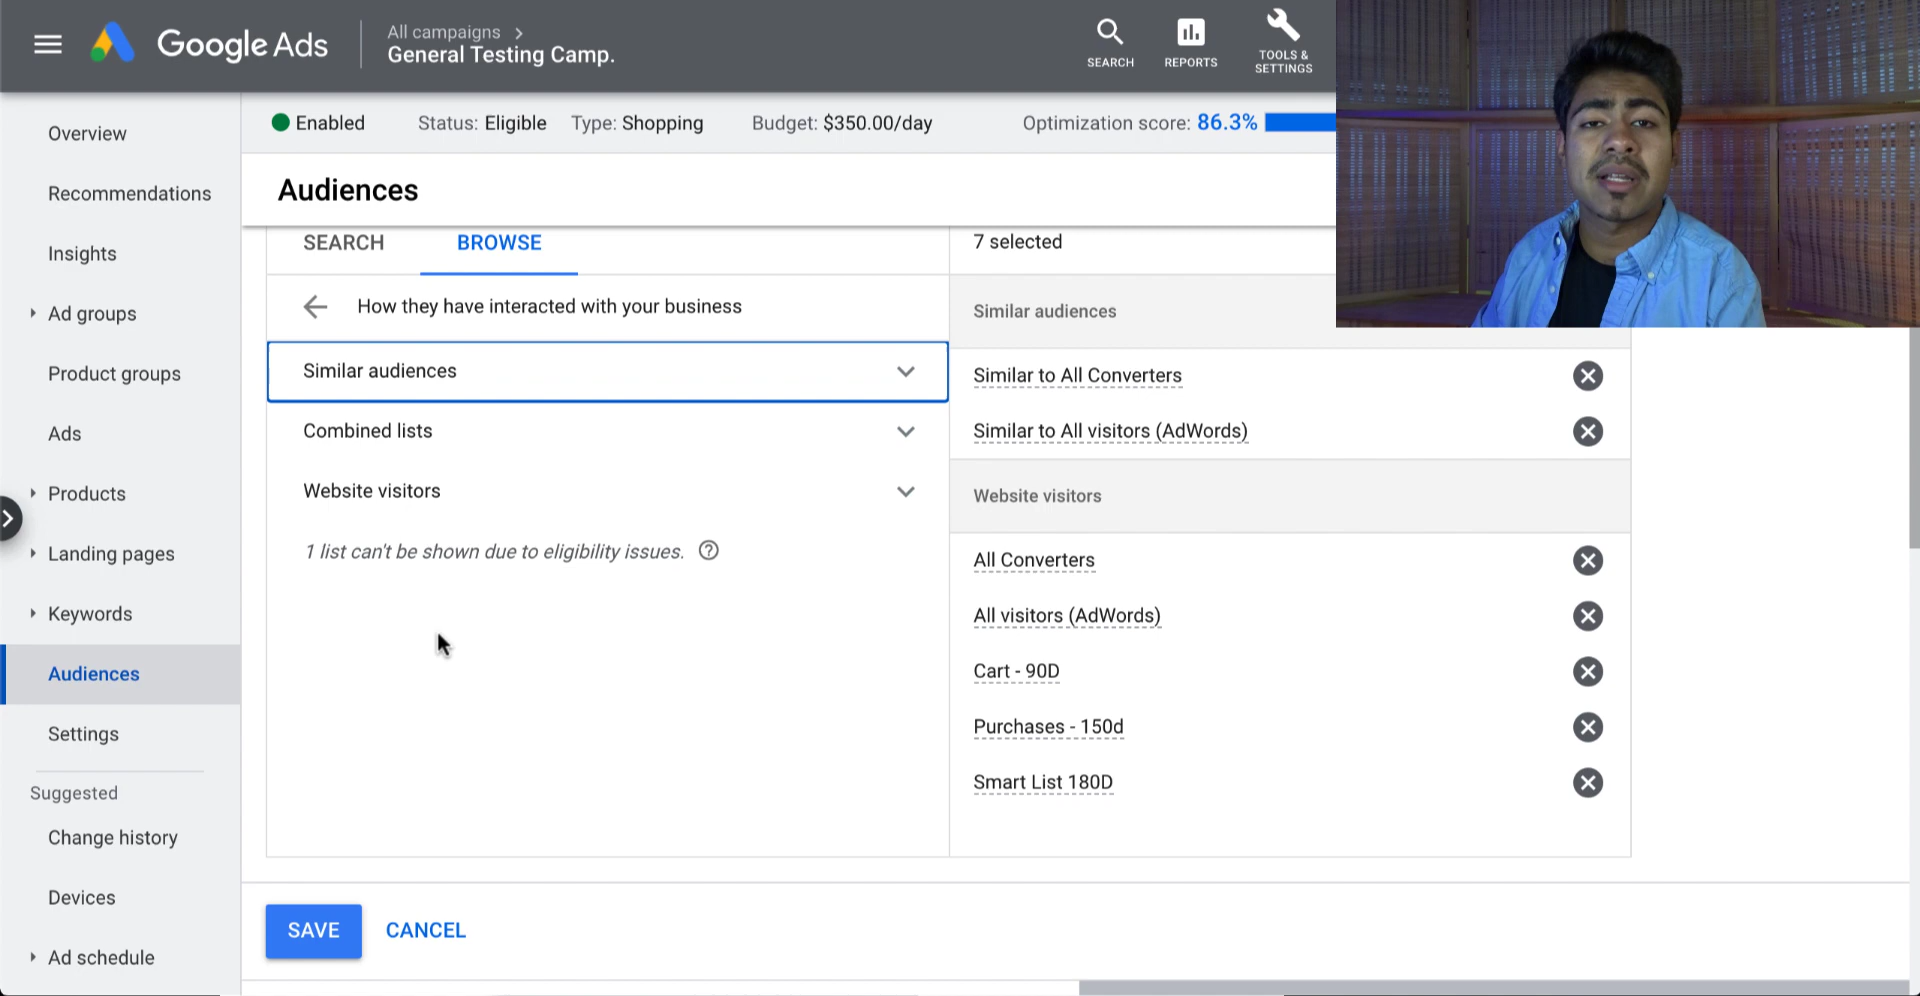 Google Ads
All campaigns >
General Testing Camp.
SEARCH
REPORTS
TOOLS &
SETTINGS
Overview
Recommendations
Insights
Ad groups
Product groups
Ads
Products
Landing pages
Keywords
Audiences
Settings
Suggested
Change history
Devices
Ad schedule
Enabled
Status: Eligible
Type: Shopping
Budget: $350.00/day
Optimization score: 86.3%
Audiences
SEARCH
BROWSE
How they have interacted with your business
Similar audiences
Combined lists
Website visitors
1 list can't be shown due to eligibility issues.
7 selected
Similar audiences
Similar to All Converters
Similar to All visitors (AdWords)
Website visitors
All Converters
All visitors (AdWords)
Cart - 90D
Purchases - 150d
Smart List 180D
SAVE
CANCEL